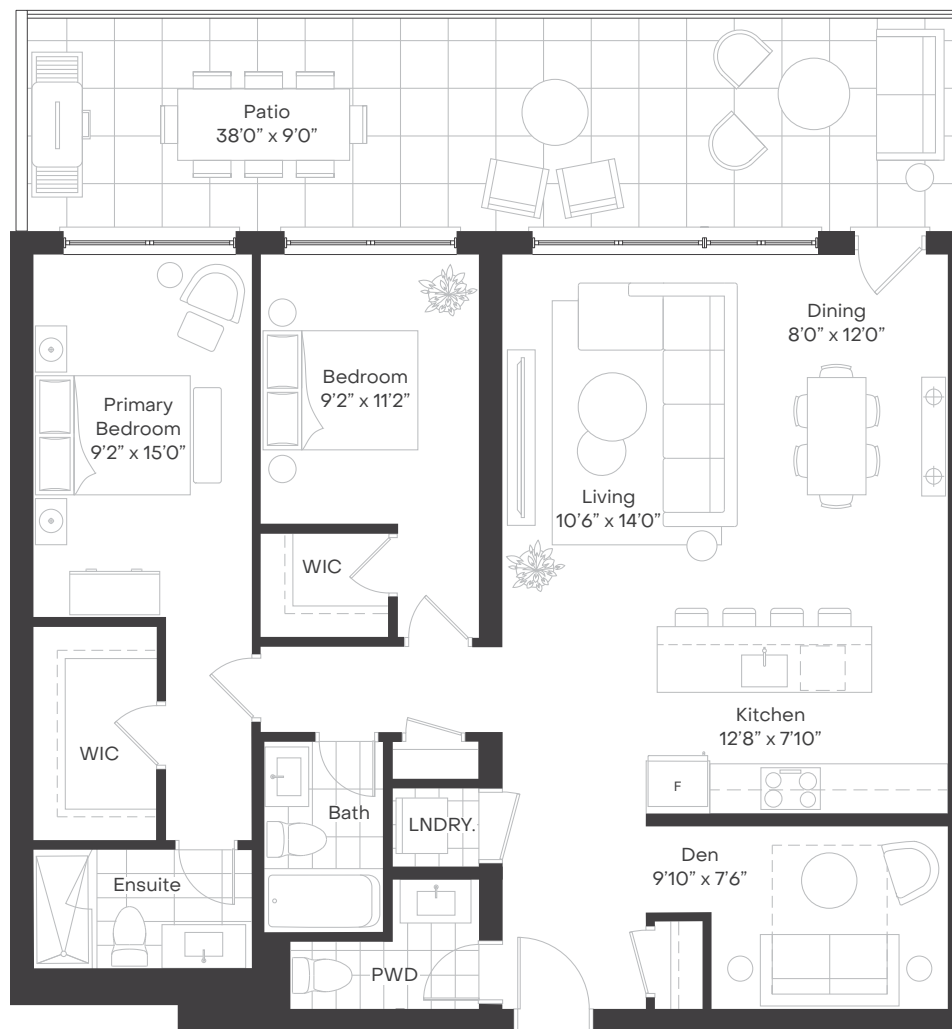 Patio
38'0” x 9'0”
Dining
8'0” x 12'0”
Bedroom
9'2” x 11'2”
Primary
Bedroom
9'2” x 15'0”
Living
10'6” x 14'0”
WIC
Kitchen
12'8” x 7'10”
WIC
F
Bath
LNDRY.
Den
9'10” x 7'6”
Ensuite
PWD